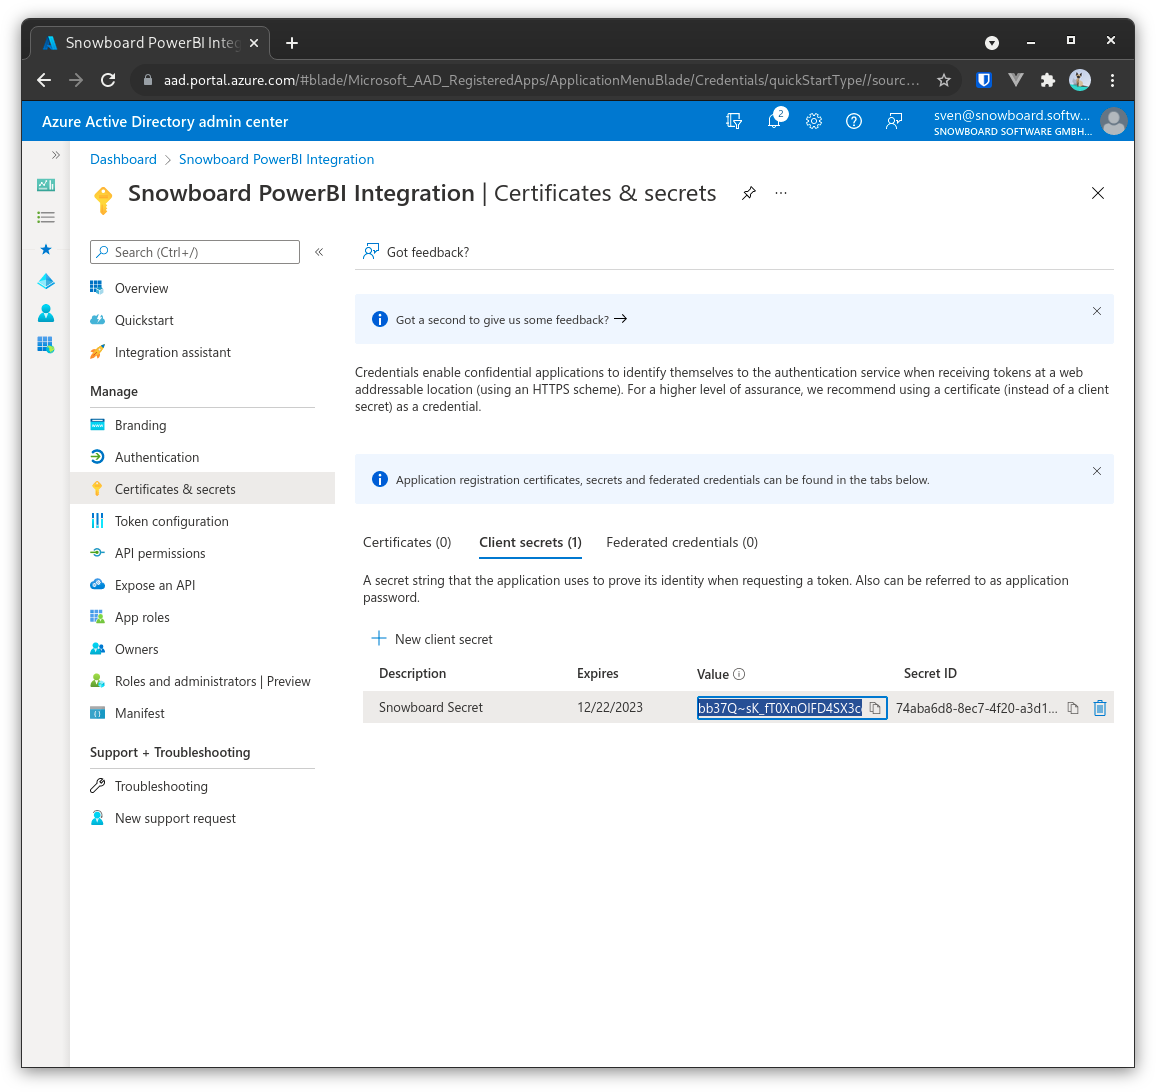 Snowboard PowerBI Integ
aad.portal.azure.com/#blade/Microsoft_AAD_RegisteredApps/ApplicationMenuBlade/Credentials/quickStartType//sourc...
Azure Active Directory admin center
2
sven@snowboard.softw...
SNOWBOARD SOFTWARE GMBH...
Dashboard > Snowboard PowerBI Integration
Snowboard PowerBI Integration | Certificates & secrets
Search (Ctrl+/)
Got feedback?
Overview
Quickstart
Integration assistant
Manage
Branding
Authentication
Certificates & secrets
Token configuration
API permissions
Expose an API
App roles
Owners
Roles and administrators | Preview
Manifest
Support + Troubleshooting
Troubleshooting
New support request
Got a second to give us some feedback? →
Credentials enable confidential applications to identify themselves to the authentication service when receiving tokens at a web
addressable location (using an HTTPS scheme). For a higher level of assurance, we recommend using a certificate (instead of a client
secret) as a credential.
Application registration certificates, secrets and federated credentials can be found in the tabs below.
Certificates (0) Client secrets (1) Federated credentials (0)
A secret string that the application uses to prove its identity when requesting a token. Also can be referred to as application
password.
New client secret
Description Expires Value Secret ID
Snowboard Secret 12/22/2023 bb37Q~sK_fT0XnOlFD4SX3c 74aba6d8-8ec7-4f20-a3d1...